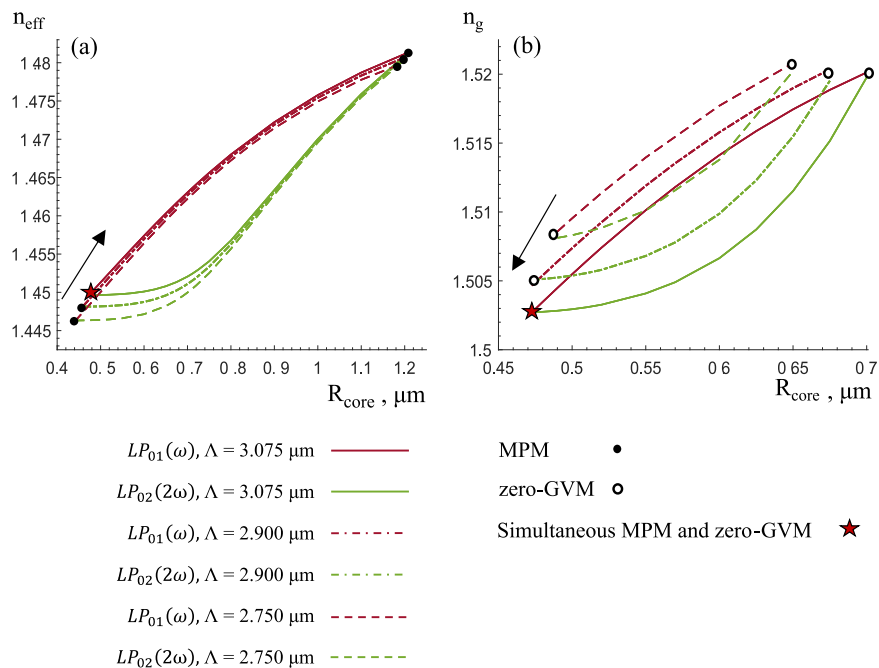 n_eff
(a)
1 48
1.475
1 47
1.465
1 46
1.455
1 45
1.445
0.4 0.5 0. 6 0.7 0.8 0.9 1 1.1 1.2
R_core , μm
n_g
(b)
1.520
1.515
1.51
1.505
1.5
0.45 0.5 0.55 0.6 0.65 0 7
R_core , μm
LP_01(ω), Λ = 3.075 μm
LP_02(2ω), Λ = 3.075 μm
LP_01(ω), Λ = 2.900 μm
LP_02(2ω), Λ = 2.900 μm
LP_01(ω), Λ = 2.750 μm
LP_02(2ω), Λ = 2.750 μm
MPM
zero-GVM
Simultaneous MPM and zero-GVM